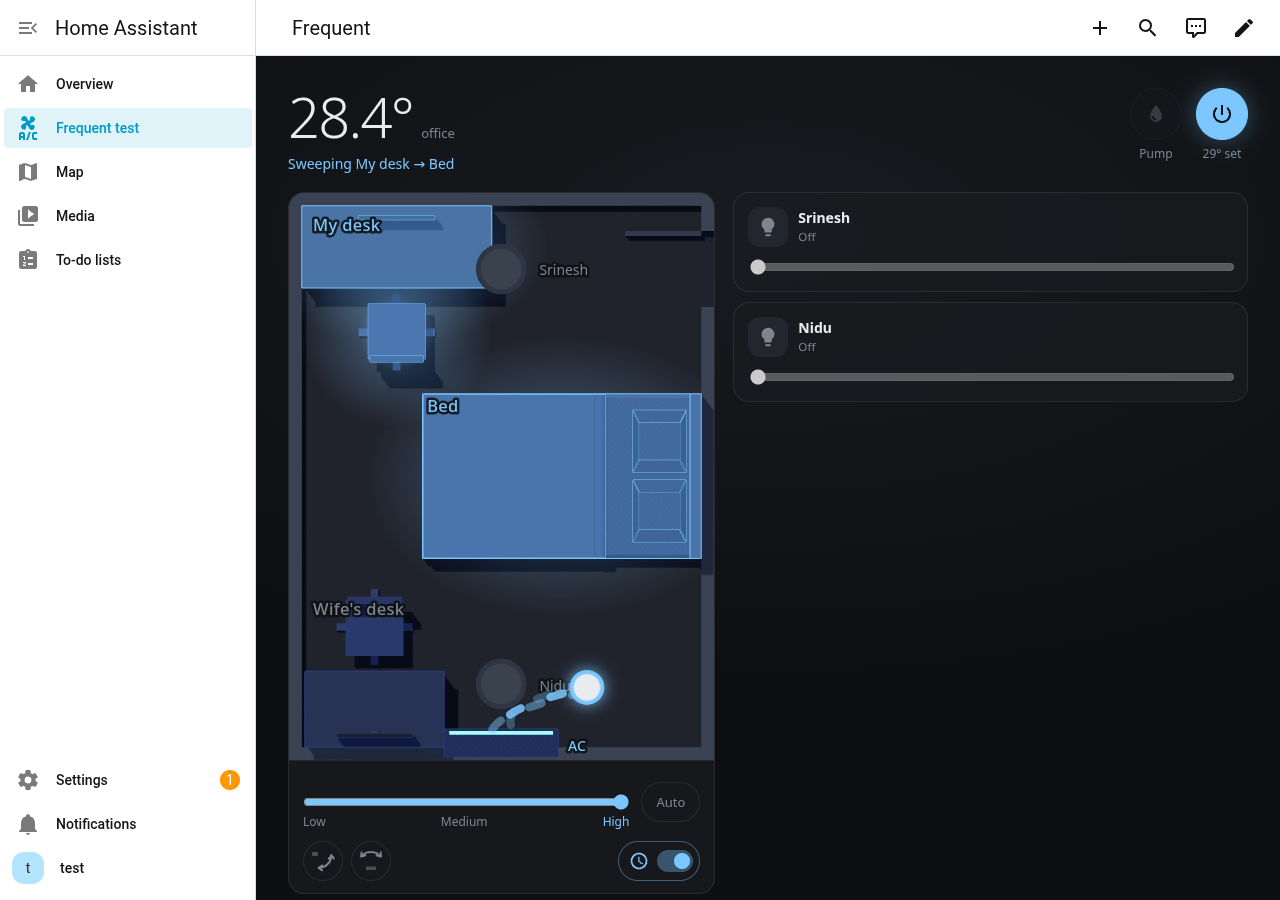 Home Assistant
Frequent
Overview
Frequent test
A/C
Map
Media
To-do lists
28.4°
office
Sweeping My desk → Bed
Pump
29° set
My desk
Srinesh
Bed
Wife's desk
Nidu
AC
Srinesh
Off
Nidu
Off
Low
Medium
High
Auto
Settings
1
Notifications
t
test